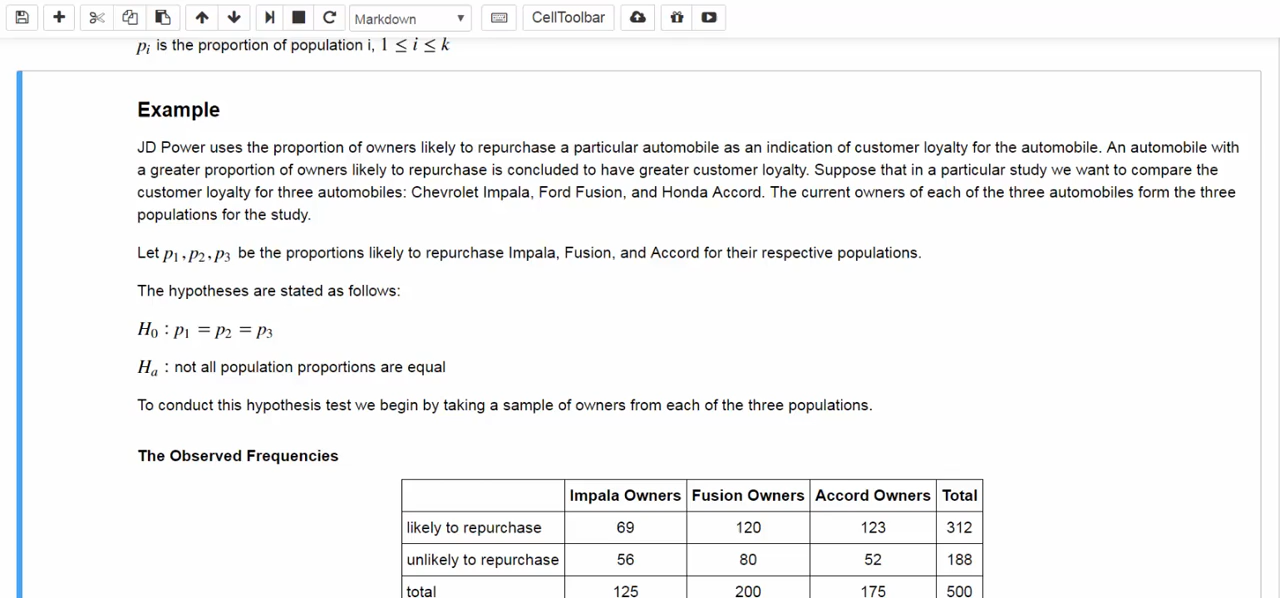 Markdown
CellToolbar
pᵢ is the proportion of population i, 1 ≤ i ≤ k
Example
JD Power uses the proportion of owners likely to repurchase a particular automobile as an indication of customer loyalty for the automobile. An automobile with
a greater proportion of owners likely to repurchase is concluded to have greater customer loyalty. Suppose that in a particular study we want to compare the
customer loyalty for three automobiles: Chevrolet Impala, Ford Fusion, and Honda Accord. The current owners of each of the three automobiles form the three
populations for the study.
Let p₁, p₂, p₃ be the proportions likely to repurchase Impala, Fusion, and Accord for their respective populations.
The hypotheses are stated as follows:
H₀ : p₁ = p₂ = p₃
Hₐ : not all population proportions are equal
To conduct this hypothesis test we begin by taking a sample of owners from each of the three populations.
The Observed Frequencies
Impala Owners Fusion Owners Accord Owners Total
likely to repurchase 69 120 123 312
unlikely to repurchase 56 80 52 188
total 125 200 175 500